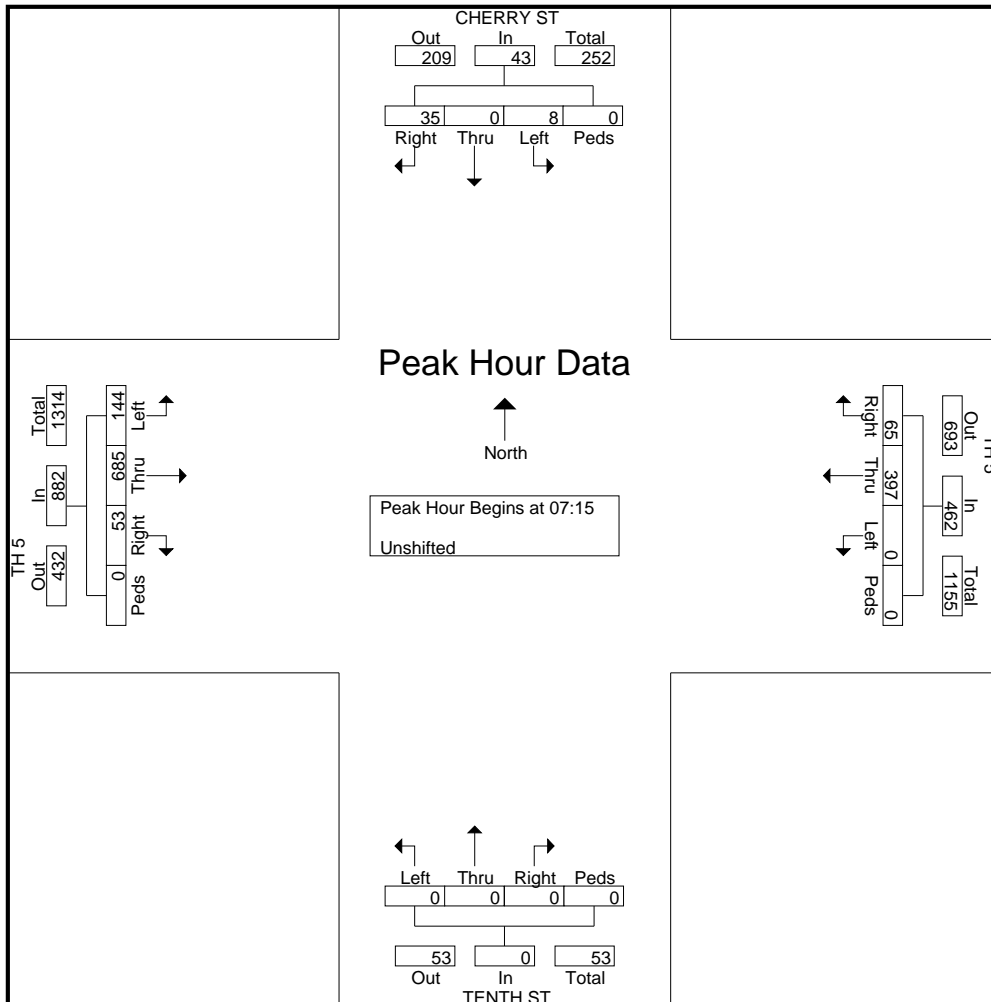 CHERRY ST
Out In Total
209 43 252
35 0 8 0
Right Thru Left Peds
Peak Hour Data
North
Peak Hour Begins at 07:15
Unshifted
TH 5
Total In Out
1314 882 432
144 685 53 0
Left Thru Right Peds
TH 5
Out In Total
693 462 1155
65 397 0 0
Right Thru Left Peds
Left Thru Right Peds
0 0 0 0
53 0 53
Out In Total
TENTH ST